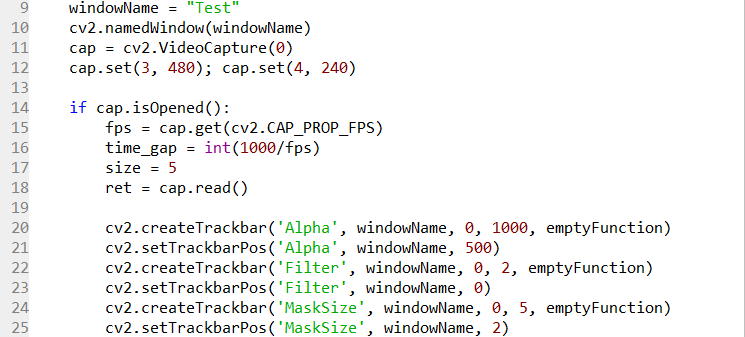 9 windowName = "Test"
10 cv2.namedWindow(windowName)
11 cap = cv2.VideoCapture(0)
12 cap.set(3, 480); cap.set(4, 240)
13
14 if cap.isOpened():
15 fps = cap.get(cv2.CAP_PROP_FPS)
16 time_gap = int(1000/fps)
17 size = 5
18 ret = cap.read()
19
20 cv2.createTrackbar('Alpha', windowName, 0, 1000, emptyFunction)
21 cv2.setTrackbarPos('Alpha', windowName, 500)
22 cv2.createTrackbar('Filter', windowName, 0, 2, emptyFunction)
23 cv2.setTrackbarPos('Filter', windowName, 0)
24 cv2.createTrackbar('MaskSize', windowName, 0, 5, emptyFunction)
25 cv2.setTrackbarPos('MaskSize', windowName, 2)